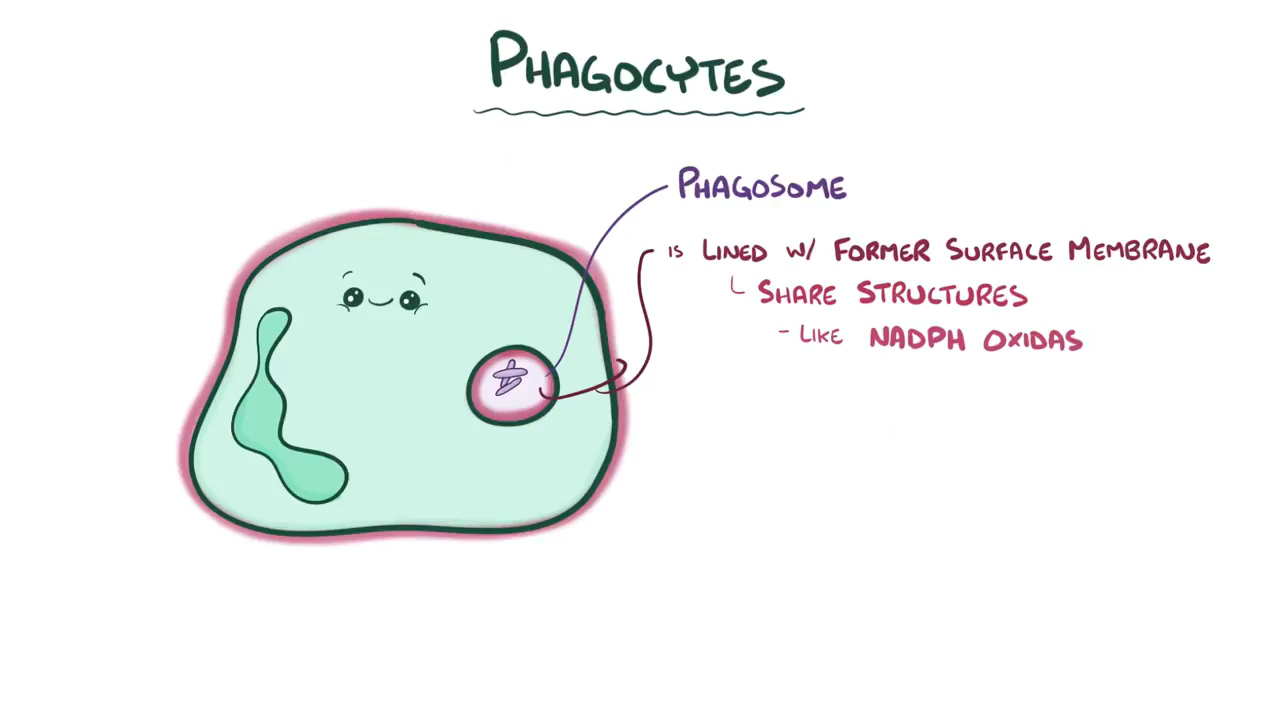 PHAGOCYTES
PHAGOSOME
IS LINED W/ FORMER SURFACE MEMBRANE
SHARE STRUCTURES
- LIKE NADPH OXIDAS